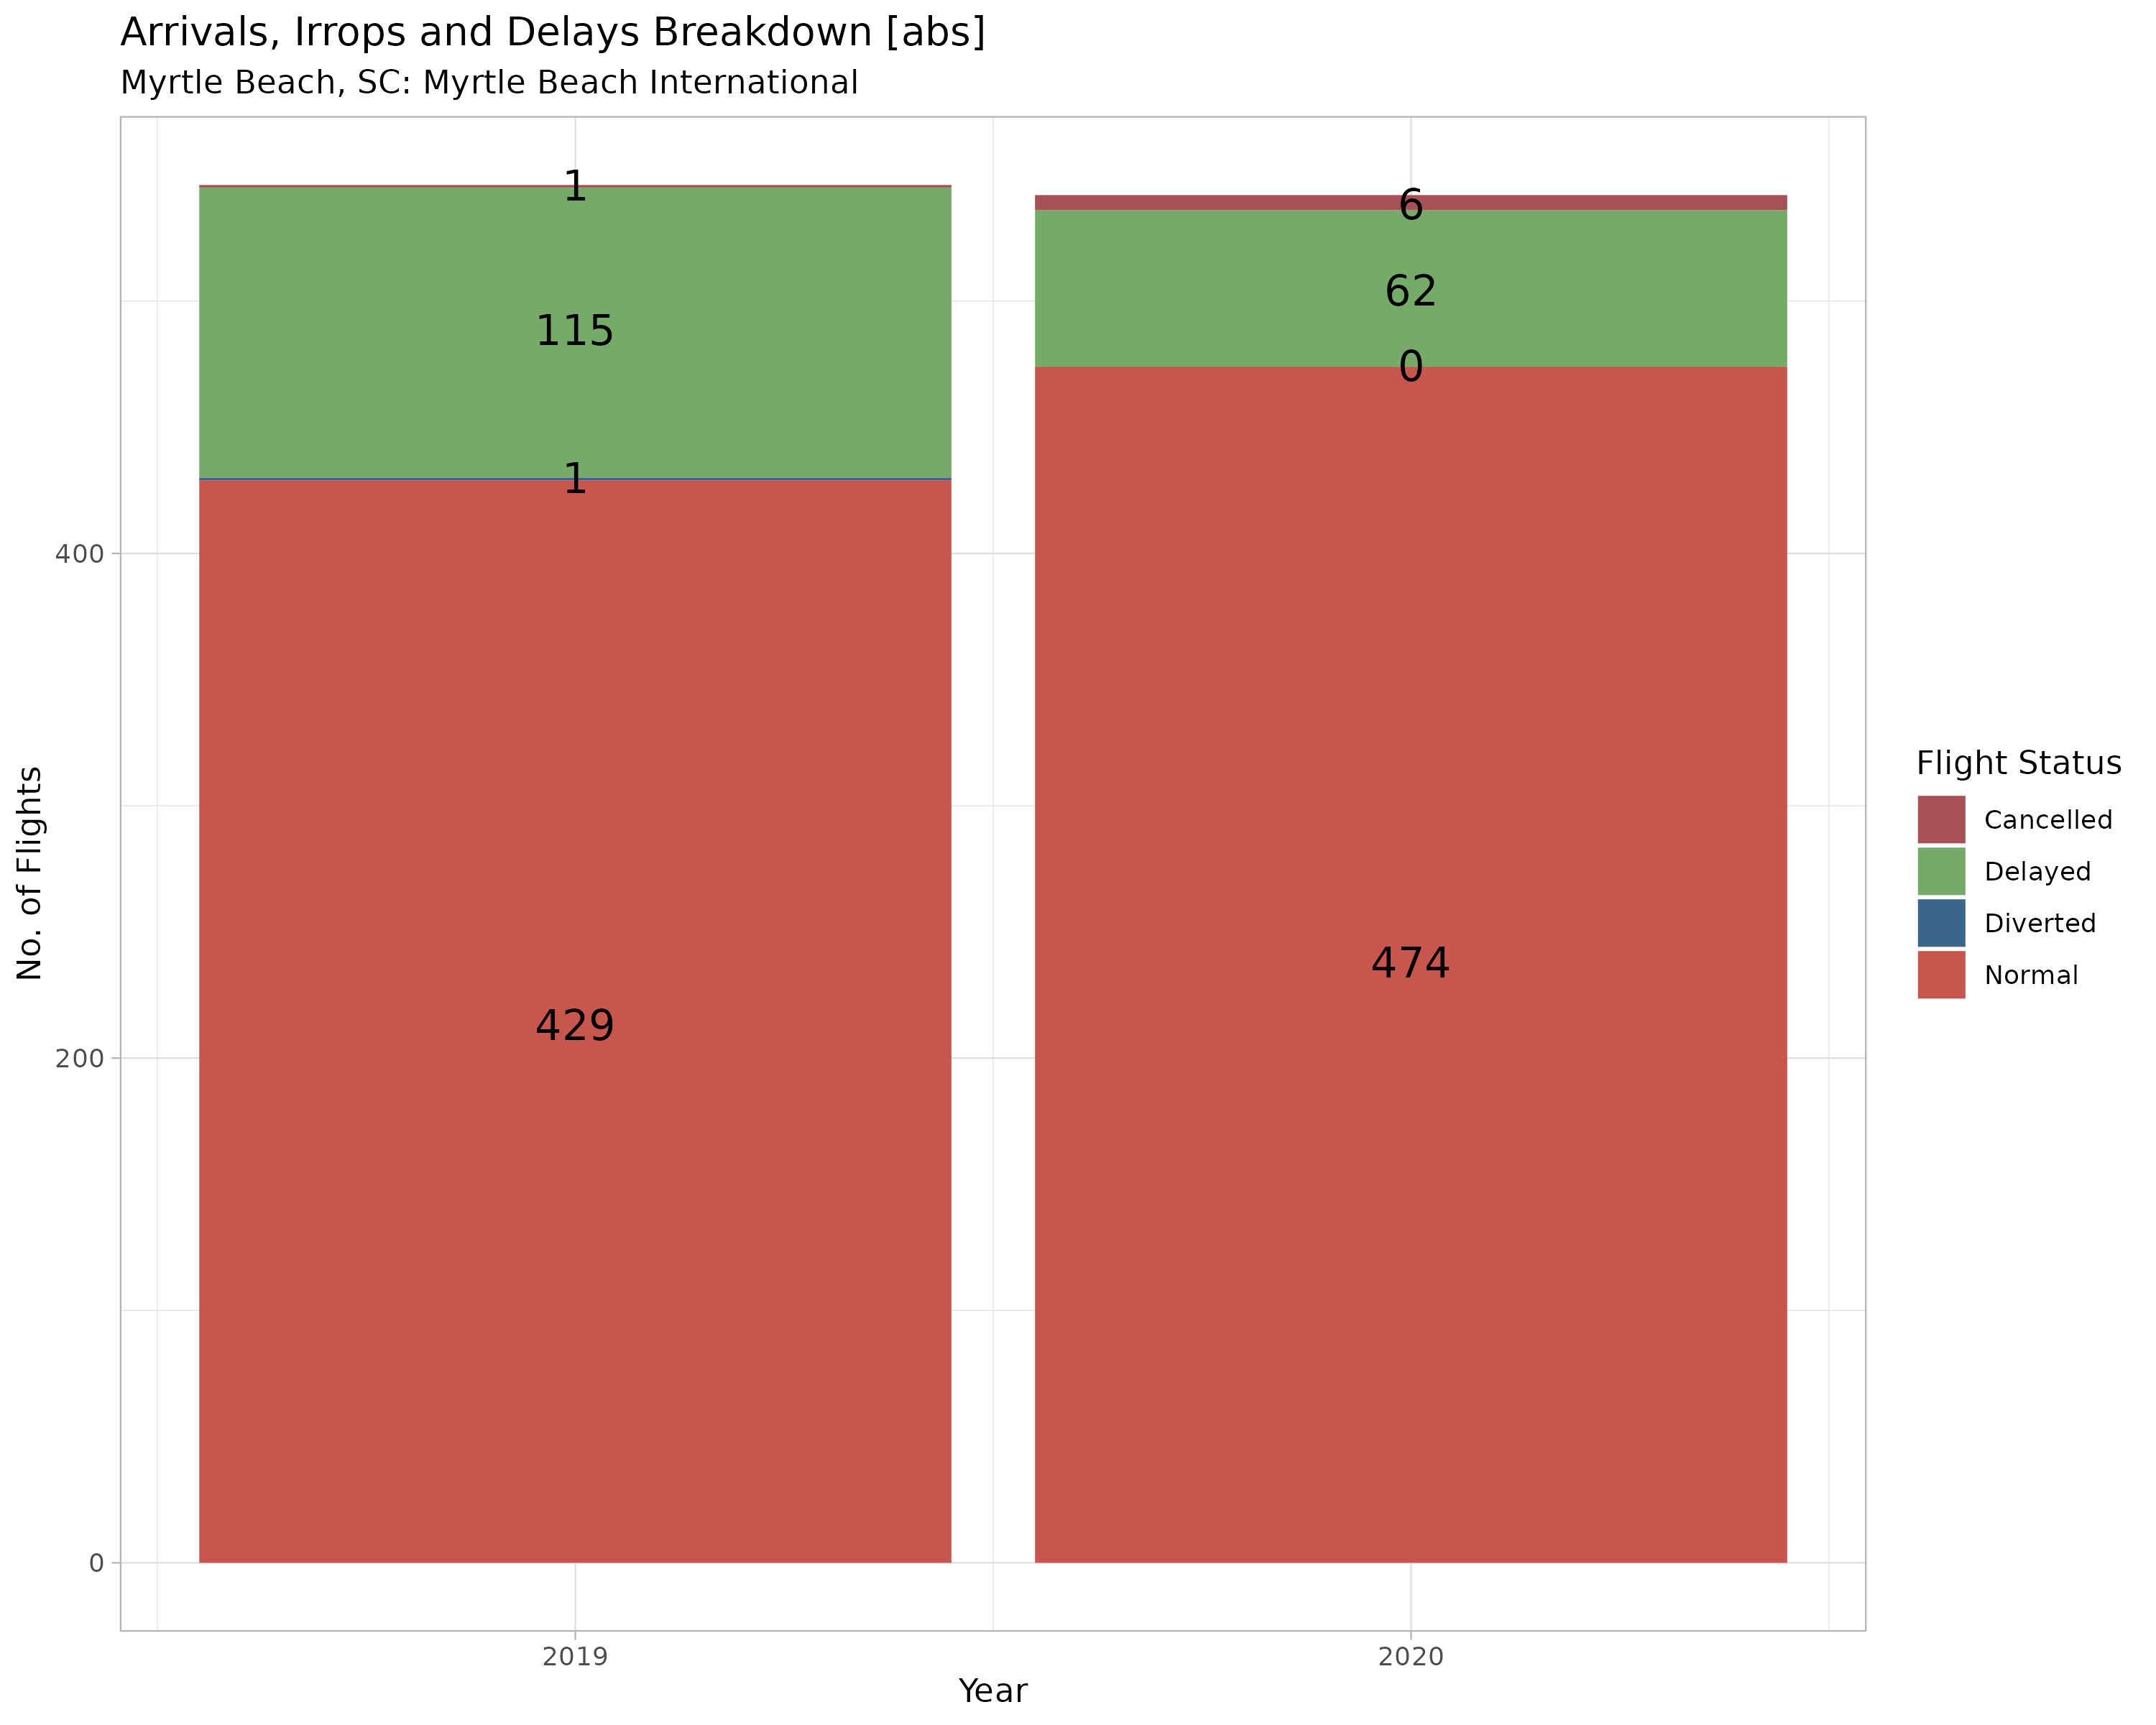 Arrivals, Irrops and Delays Breakdown [abs]
Myrtle Beach, SC: Myrtle Beach International
1
6
115
62
0
1
429
474
400
200
0
No. of Flights
2019
2020
Year
Flight Status
Cancelled
Delayed
Diverted
Normal